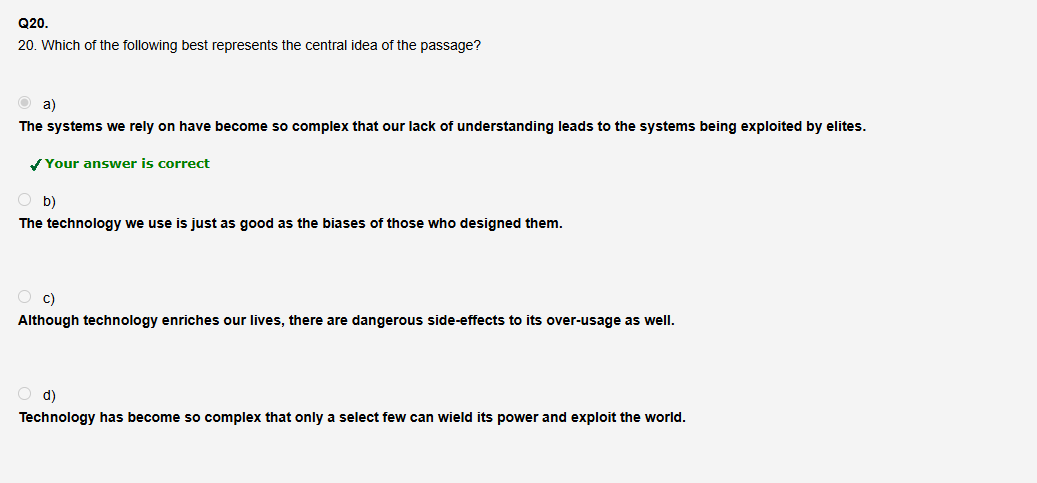 Q20.
20. Which of the following best represents the central idea of the passage?
a)
The systems we rely on have become so complex that our lack of understanding leads to the systems being exploited by elites.
✓Your answer is correct
b)
The technology we use is just as good as the biases of those who designed them.
c)
Although technology enriches our lives, there are dangerous side-effects to its over-usage as well.
d)
Technology has become so complex that only a select few can wield its power and exploit the world.